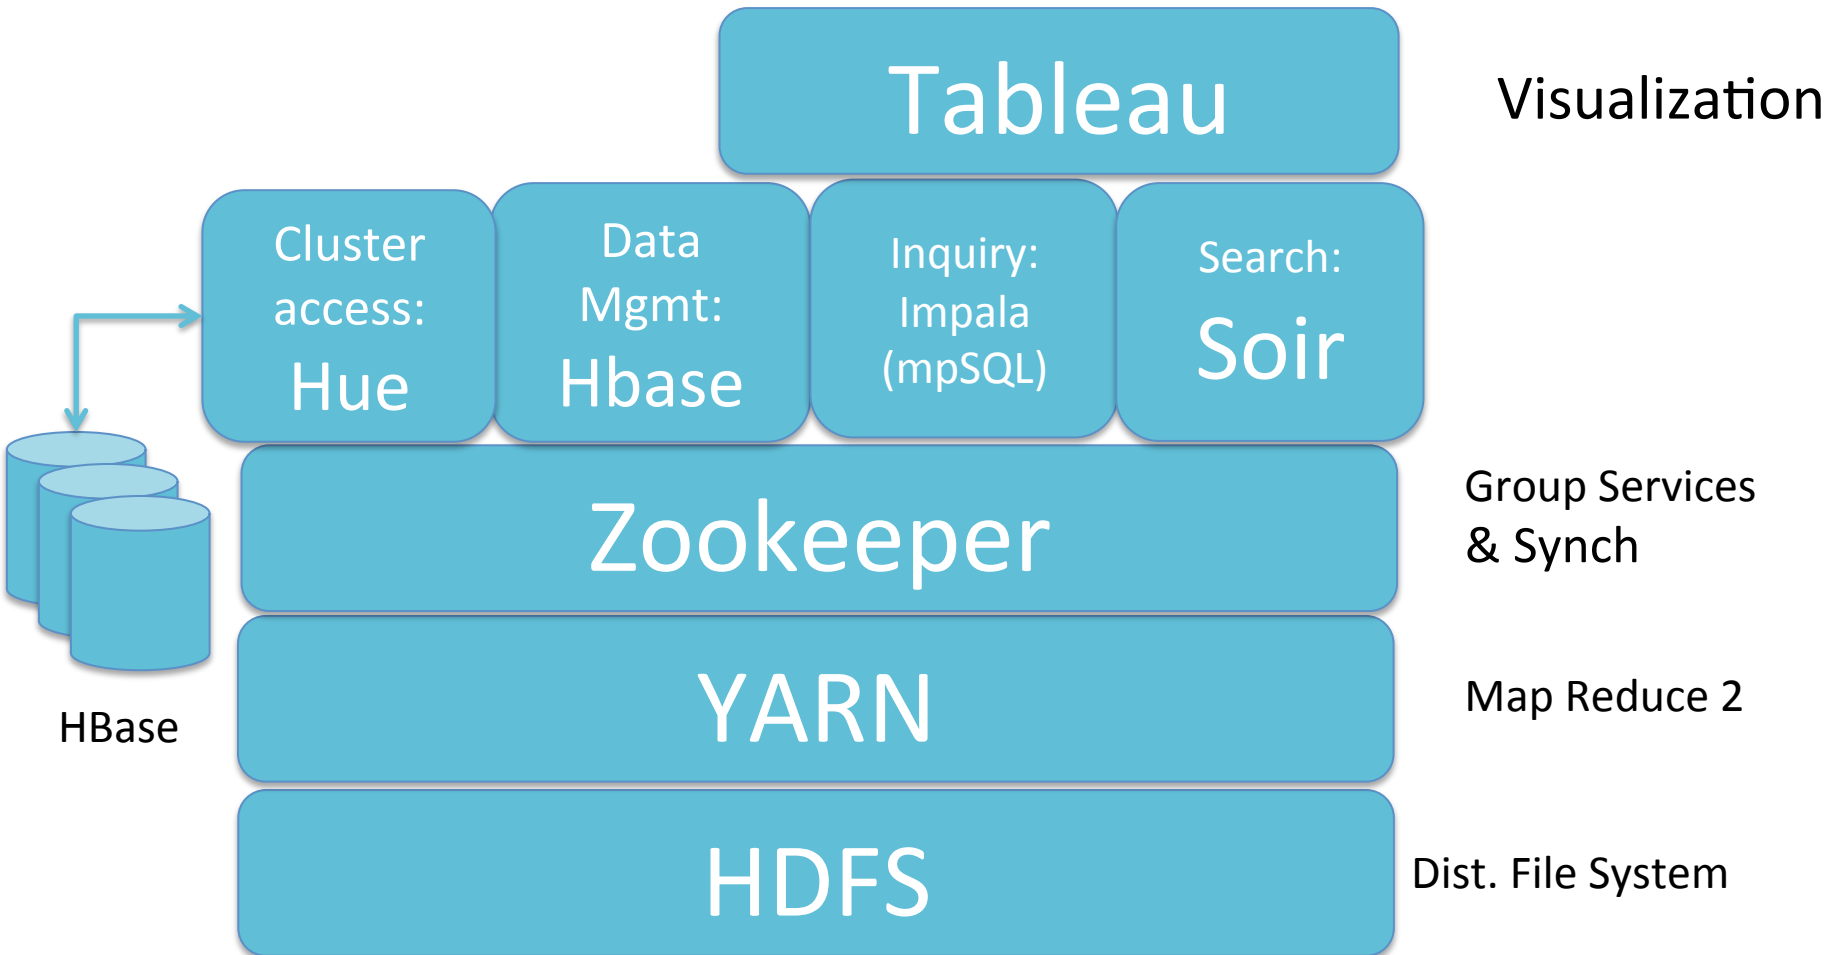 Tableau
Visualization
Cluster
access:
Hue
Data
Mgmt:
Hbase
Inquiry:
Impala
(mpSQL)
Search:
Soir
Zookeeper
Group Services
& Synch
HBase
YARN
Map Reduce 2
HDFS
Dist. File System